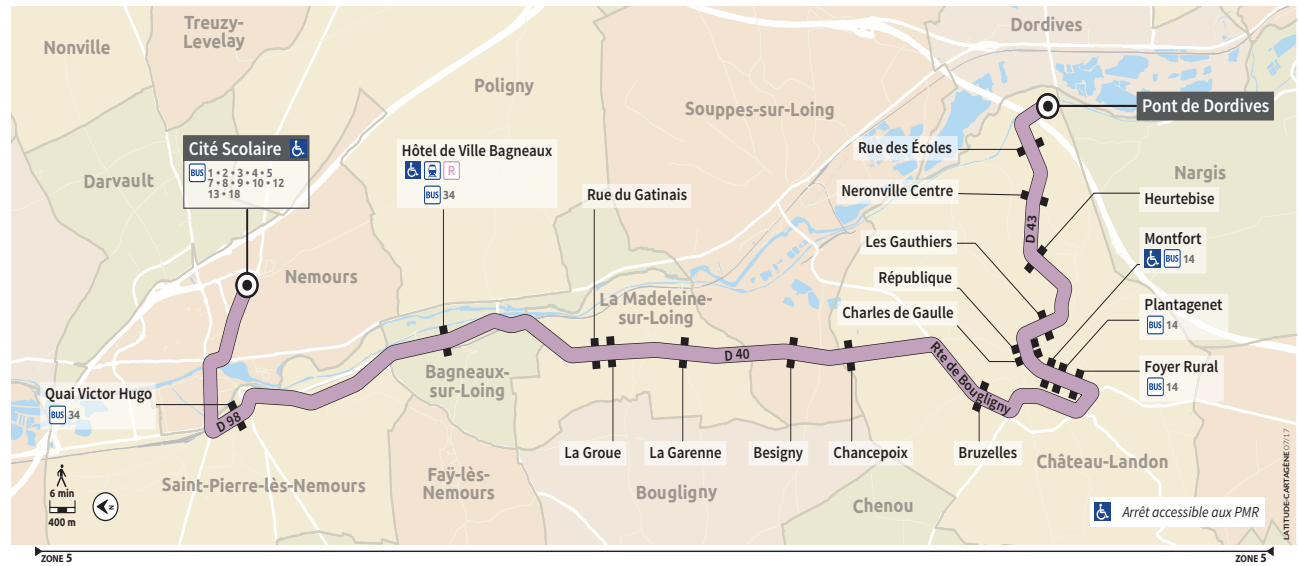 Dordives
Treuzy-
Levelay
Nonville
Poligny
Souppes-sur-Loing
Pont de Dordives
Cité Scolaire
BUS 1 • 2 • 3 • 4 • 5
7 • 8 • 9 • 10 • 12
13 • 18
Hôtel de Ville Bagneaux
R
BUS 34
Rue des Écoles
Darvault
Nargis
Rue du Gatinais
Neronville Centre
Heurtebise
D 43
Les Gauthiers
Montfort
BUS 14
Nemours
République
La Madeleine-
sur-Loing
Charles de Gaulle
Plantagenet
BUS 14
D 40
Rte de Bougligny
Foyer Rural
BUS 14
Bagneaux-
sur-Loing
Quai Victor Hugo
BUS 34
D 98
La Groue
La Garenne
Besigny
Chancepoix
Bruzelles
Château-Landon
Saint-Pierre-lès-Nemours
Faÿ-lès-
Nemours
Bougligny
Chenou
6 min
400 m
N
Arrêt accessible aux PMR
LATITUDE-CARTAGÈNE 07/17
ZONE 5
ZONE 5